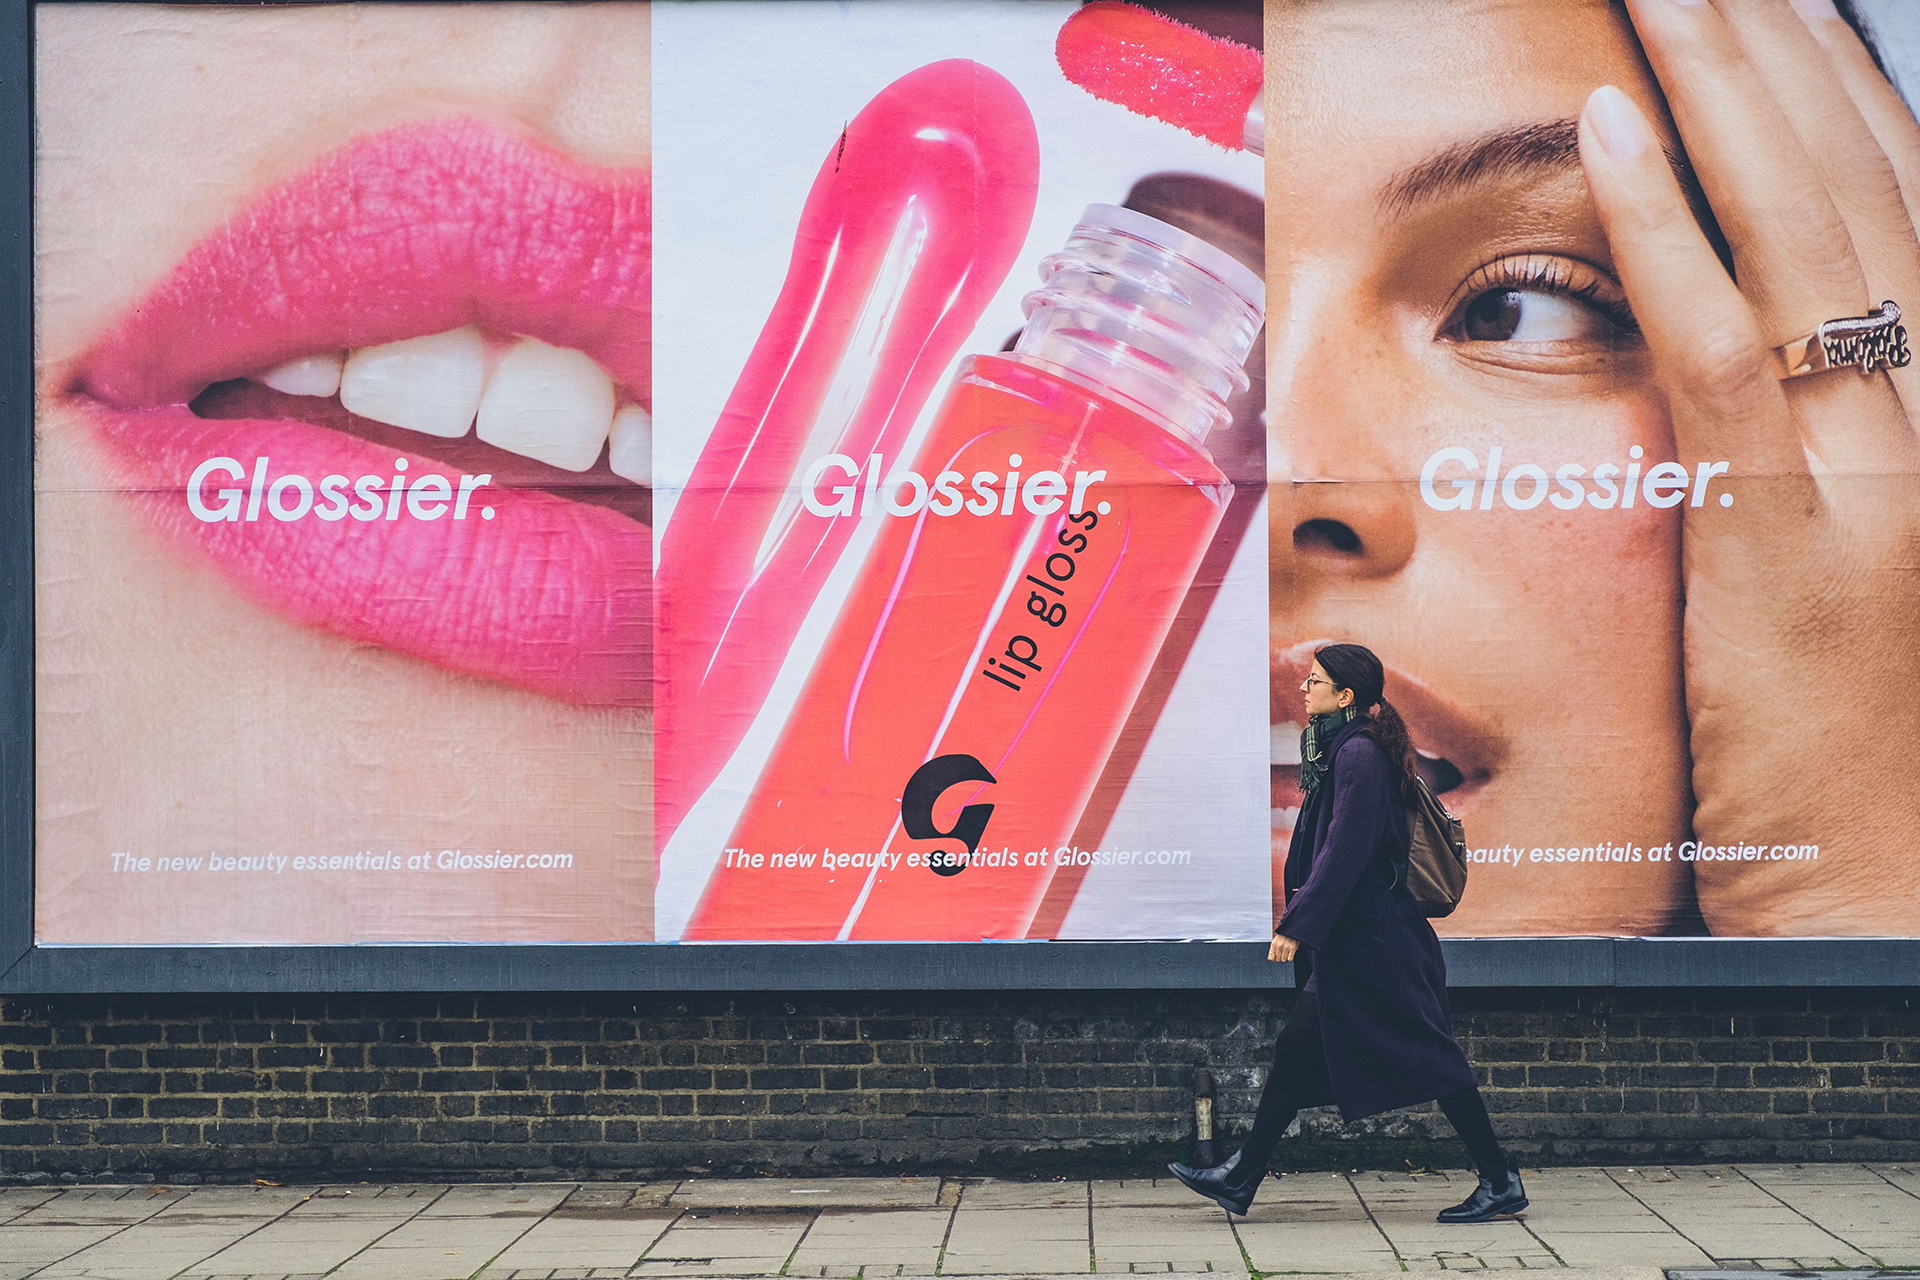 Glossier.
The new beauty essentials at Glossier.com
Glossier.
lip gloss
G
The new beauty essentials at Glossier.com
Glossier.
eauty essentials at Glossier.com